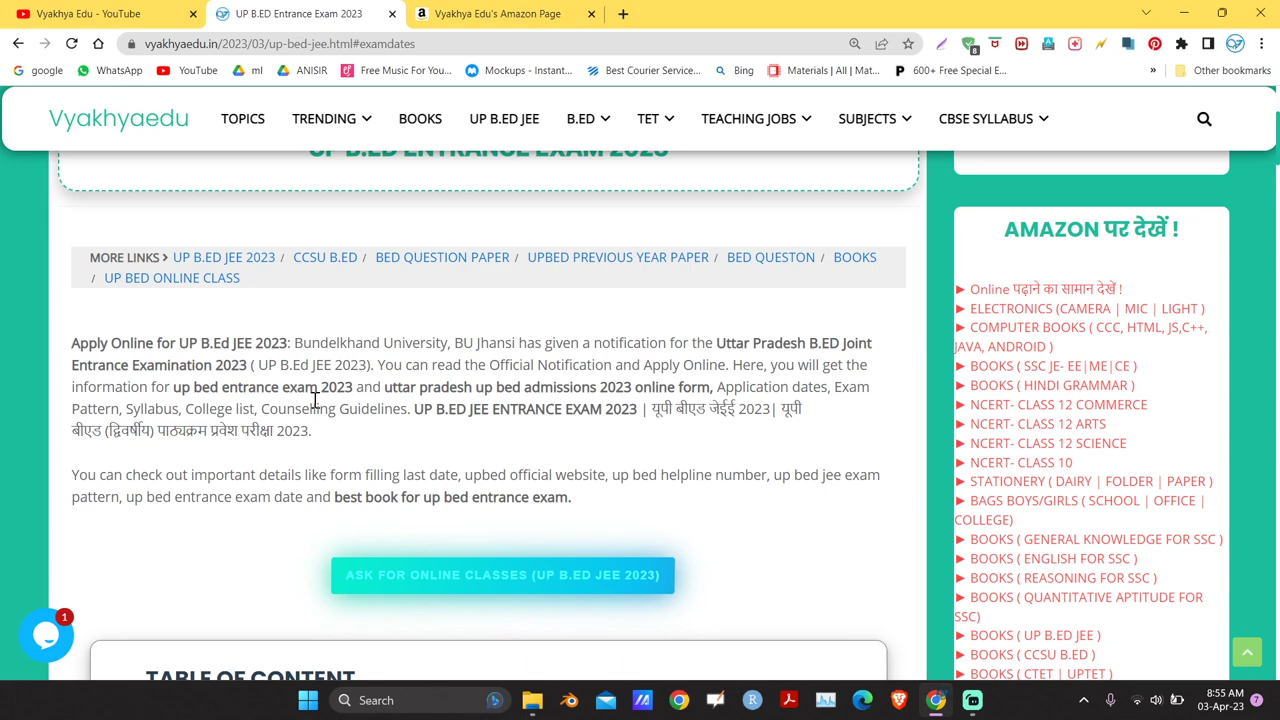 Vyakhya Edu - YouTube
UP B.ED Entrance Exam 2023
Vyakhya Edu's Amazon Page
vyakhyaedu.in/2023/03/up-bed-jee.html#examdates
8
google
WhatsApp
YouTube
ml
ANISIR
Free Music For You...
Mockups - Instant...
Best Courier Service...
Bing
Materials | All | Mat...
600+ Free Special E...
»
Other bookmarks
Vyakhyaedu
TOPICS
TRENDING
BOOKS
UP B.ED JEE
B.ED
TET
TEACHING JOBS
SUBJECTS
CBSE SYLLABUS
UP B.ED ENTRANCE EXAM 2023
MORE LINKS UP B.ED JEE 2023 / CCSU B.ED / BED QUESTION PAPER / UPBED PREVIOUS YEAR PAPER / BED QUESTON / BOOKS
/ UP BED ONLINE CLASS
Apply Online for UP B.Ed JEE 2023: Bundelkhand University, BU Jhansi has given a notification for the Uttar Pradesh B.ED Joint
Entrance Examination 2023 ( UP B.Ed JEE 2023). You can read the Official Notification and Apply Online. Here, you will get the
information for up bed entrance exam 2023 and uttar pradesh up bed admissions 2023 online form, Application dates, Exam
Pattern, Syllabus, College list, Counseling Guidelines. UP B.ED JEE ENTRANCE EXAM 2023 | यूपी बीएड जेईई 2023| यूपी
बीएड (द्विवर्षीय) पाठ्यक्रम प्रवेश परीक्षा 2023.
You can check out important details like form filling last date, upbed official website, up bed helpline number, up bed jee exam
pattern, up bed entrance exam date and best book for up bed entrance exam.
ASK FOR ONLINE CLASSES (UP B.ED JEE 2023)
TABLE OF CONTENT
1
AMAZON पर देखें !
► Online पढ़ाने का सामान देखें !
► ELECTRONICS (CAMERA | MIC | LIGHT )
► COMPUTER BOOKS ( CCC, HTML, JS,C++,
JAVA, ANDROID )
► BOOKS ( SSC JE- EE|ME|CE )
► BOOKS ( HINDI GRAMMAR )
► NCERT- CLASS 12 COMMERCE
► NCERT- CLASS 12 ARTS
► NCERT- CLASS 12 SCIENCE
► NCERT- CLASS 10
► STATIONERY ( DAIRY | FOLDER | PAPER )
► BAGS BOYS/GIRLS ( SCHOOL | OFFICE |
COLLEGE)
► BOOKS ( GENERAL KNOWLEDGE FOR SSC )
► BOOKS ( ENGLISH FOR SSC )
► BOOKS ( REASONING FOR SSC )
► BOOKS ( QUANTITATIVE APTITUDE FOR
SSC)
► BOOKS ( UP B.ED JEE )
► BOOKS ( CCSU B.ED )
► BOOKS ( CTET | UPTET )
Search
8:55 AM
03-Apr-23
7